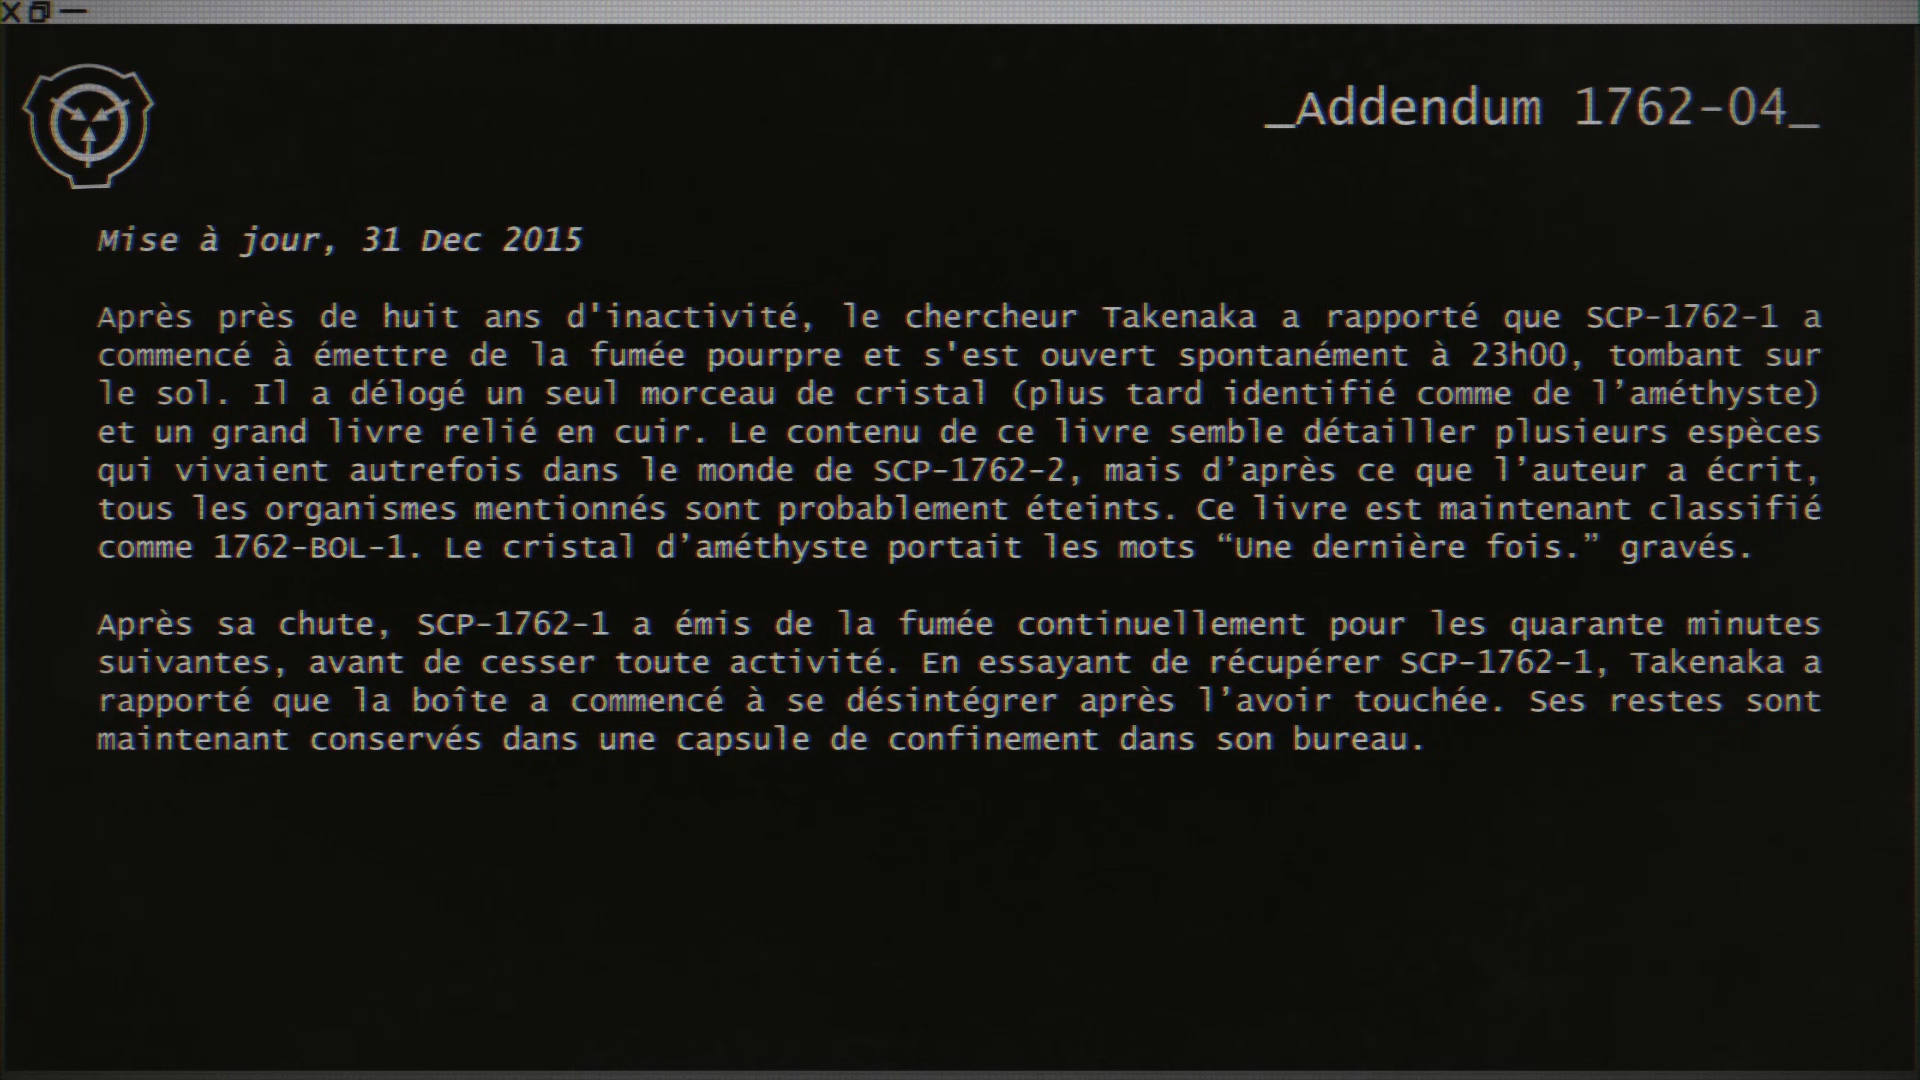 _Addendum 1762-04_
Mise à jour, 31 Dec 2015
Après près de huit ans d'inactivité, le chercheur Takenaka a rapporté que SCP-1762-1 a
commencé à émettre de la fumée pourpre et s'est ouvert spontanément à 23h00, tombant sur
le sol. Il a délogé un seul morceau de cristal (plus tard identifié comme de l’améthyste)
et un grand livre relié en cuir. Le contenu de ce livre semble détailler plusieurs espèces
qui vivaient autrefois dans le monde de SCP-1762-2, mais d’après ce que l’auteur a écrit,
tous les organismes mentionnés sont probablement éteints. Ce livre est maintenant classifié
comme 1762-BOL-1. Le cristal d’améthyste portait les mots “Une dernière fois.” gravés.
Après sa chute, SCP-1762-1 a émis de la fumée continuellement pour les quarante minutes
suivantes, avant de cesser toute activité. En essayant de récupérer SCP-1762-1, Takenaka a
rapporté que la boîte a commencé à se désintégrer après l’avoir touchée. Ses restes sont
maintenant conservés dans une capsule de confinement dans son bureau.